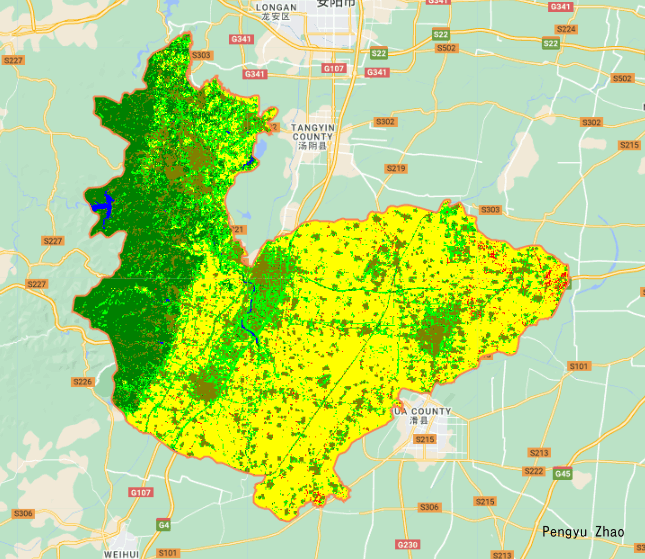 安阳市
LONGAN
龙安区
G341
G341
S303
G341
S22
S22
S224
S227
S22
S502
G341
G107
G341
S502
S302
S302
TANGYIN
COUNTY
汤阴县
S215
S219
S303
S227
21
S227
S101
S226
UA COUNTY
滑县
S215
S213
S222
G45
G107
S306
S215
S306
G4
Pengyu Zhao
G230
WEIHUI
S101
S213